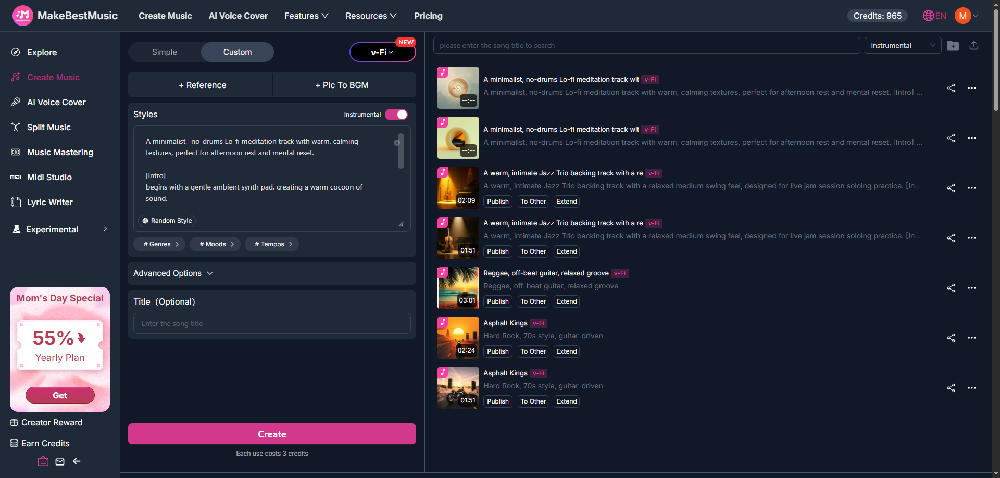 MakeBestMusic
Create Music
Ai Voice Cover
Features
Resources
Pricing
Credits: 965
EN
M
Explore
Create Music
AI Voice Cover
Split Music
Music Mastering
Midi Studio
Lyric Writer
Experimental
Mom's Day Special
55%
Yearly Plan
Get
Creator Reward
Earn Credits
Simple
Custom
v-Fi
NEW
+ Reference
+ Pic To BGM
Styles
Instrumental
A minimalist,  no-drums Lo-fi meditation track with warm, calming
textures, perfect for afternoon rest and mental reset.
[Intro]
begins with a gentle ambient synth pad, creating a warm cocoon of
sound.
Random Style
# Genres
# Moods
# Tempos
Advanced Options
Title (Optional)
Enter the song title
Create
Each use costs 3 credits
please enter the song title to search
Instrumental
--:--
A minimalist, no-drums Lo-fi meditation track wit v-Fi
A minimalist, no-drums Lo-fi meditation track with warm, calming textures, perfect for afternoon rest and mental reset. [Intro] ...
--:--
A minimalist, no-drums Lo-fi meditation track wit v-Fi
A minimalist, no-drums Lo-fi meditation track with warm, calming textures, perfect for afternoon rest and mental reset. [Intro] ...
02:09
A warm, intimate Jazz Trio backing track with a re v-Fi
A warm, intimate Jazz Trio backing track with a relaxed medium swing feel, designed for live jam session soloing practice. [In...
Publish To Other Extend
01:51
A warm, intimate Jazz Trio backing track with a re v-Fi
A warm, intimate Jazz Trio backing track with a relaxed medium swing feel, designed for live jam session soloing practice. [In...
Publish To Other Extend
03:01
Reggae, off-beat guitar, relaxed groove v-Fi
Reggae, off-beat guitar, relaxed groove
Publish To Other Extend
02:24
Asphalt Kings v-Fi
Hard Rock, 70s style, guitar-driven
Publish To Other Extend
01:51
Asphalt Kings v-Fi
Hard Rock, 70s style, guitar-driven
Publish To Other Extend